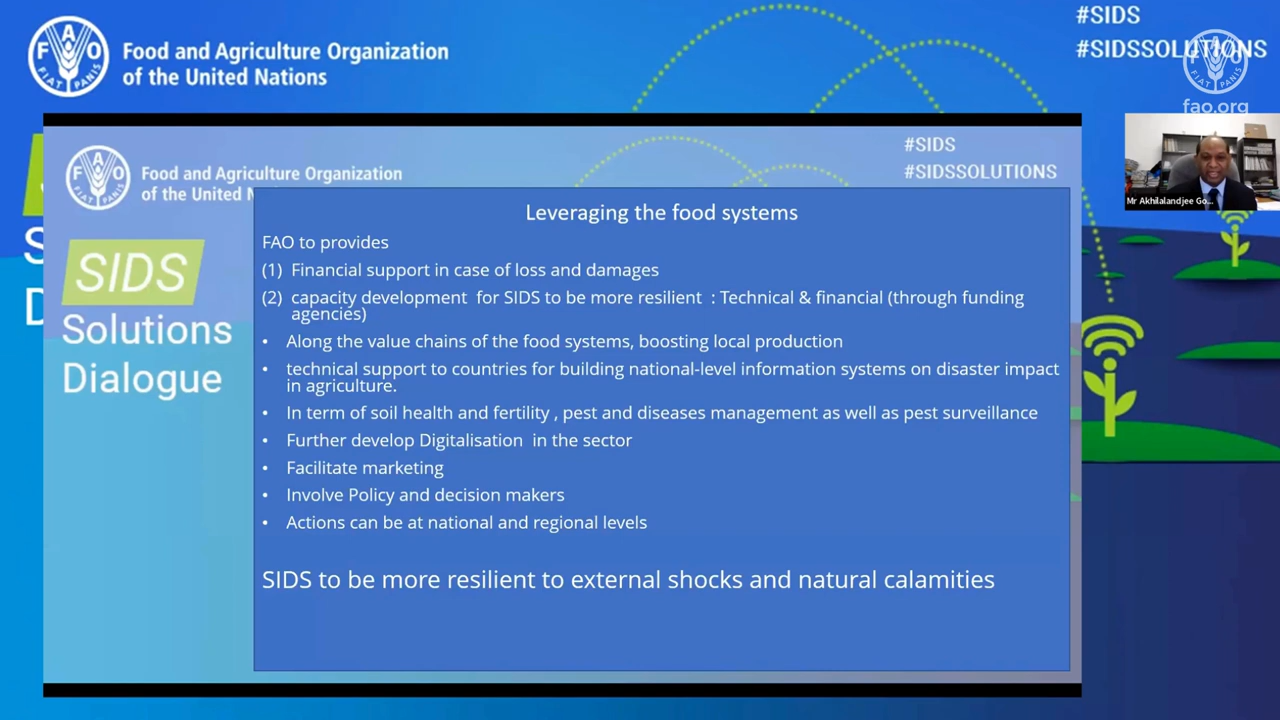 Food and Agriculture Organization
of the United Nations
#SIDS
#SIDSSOLUTIONS
FAO
FIAT PANIS
fao.org
Mr Akhilalandjee Go...
Food and Agriculture Organization
of the United N
#SIDS
#SIDSSOLUTIONS
SIDS
Solutions
Dialogue
Leveraging the food systems
FAO to provides
(1) Financial support in case of loss and damages
(2) capacity development for SIDS to be more resilient : Technical & financial (through funding
agencies)
• Along the value chains of the food systems, boosting local production
• technical support to countries for building national-level information systems on disaster impact
in agriculture.
• In term of soil health and fertility , pest and diseases management as well as pest surveillance
• Further develop Digitalisation in the sector
• Facilitate marketing
• Involve Policy and decision makers
• Actions can be at national and regional levels
SIDS to be more resilient to external shocks and natural calamities